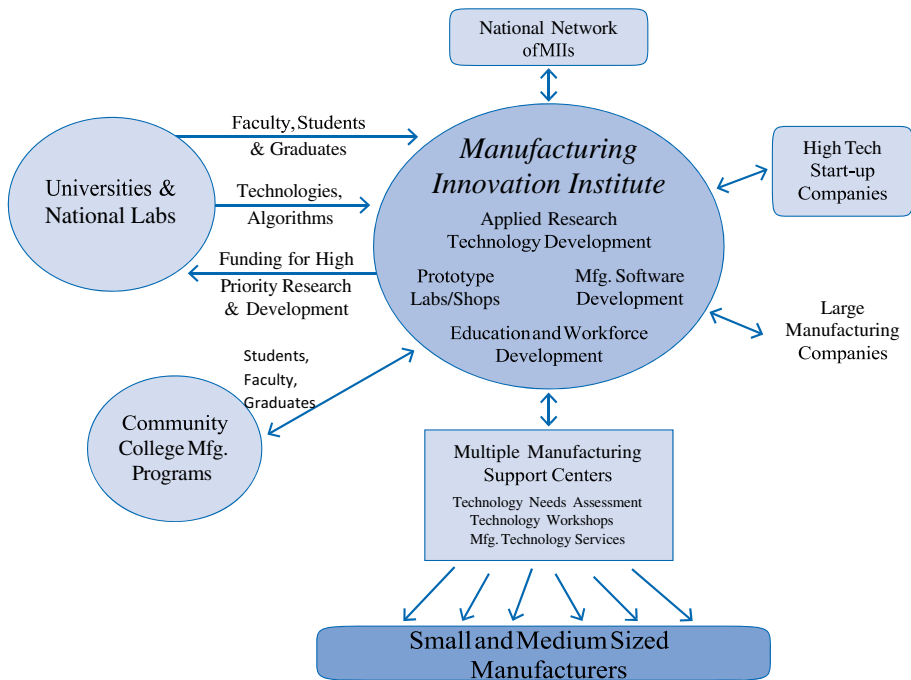 National Network
of MIIs
Faculty, Students
& Graduates
Universities &
National Labs
Technologies,
Algorithms
Funding for High
Priority Research
& Development
Manufacturing
Innovation Institute
Applied Research
Technology Development
Prototype
Labs/Shops
Mfg. Software
Development
Education and Workforce
Development
High Tech
Start-up
Companies
Large
Manufacturing
Companies
Students,
Faculty,
Graduates
Community
College Mfg.
Programs
Multiple Manufacturing
Support Centers
Technology Needs Assessment
Technology Workshops
Mfg. Technology Services
Small and Medium Sized
Manufacturers